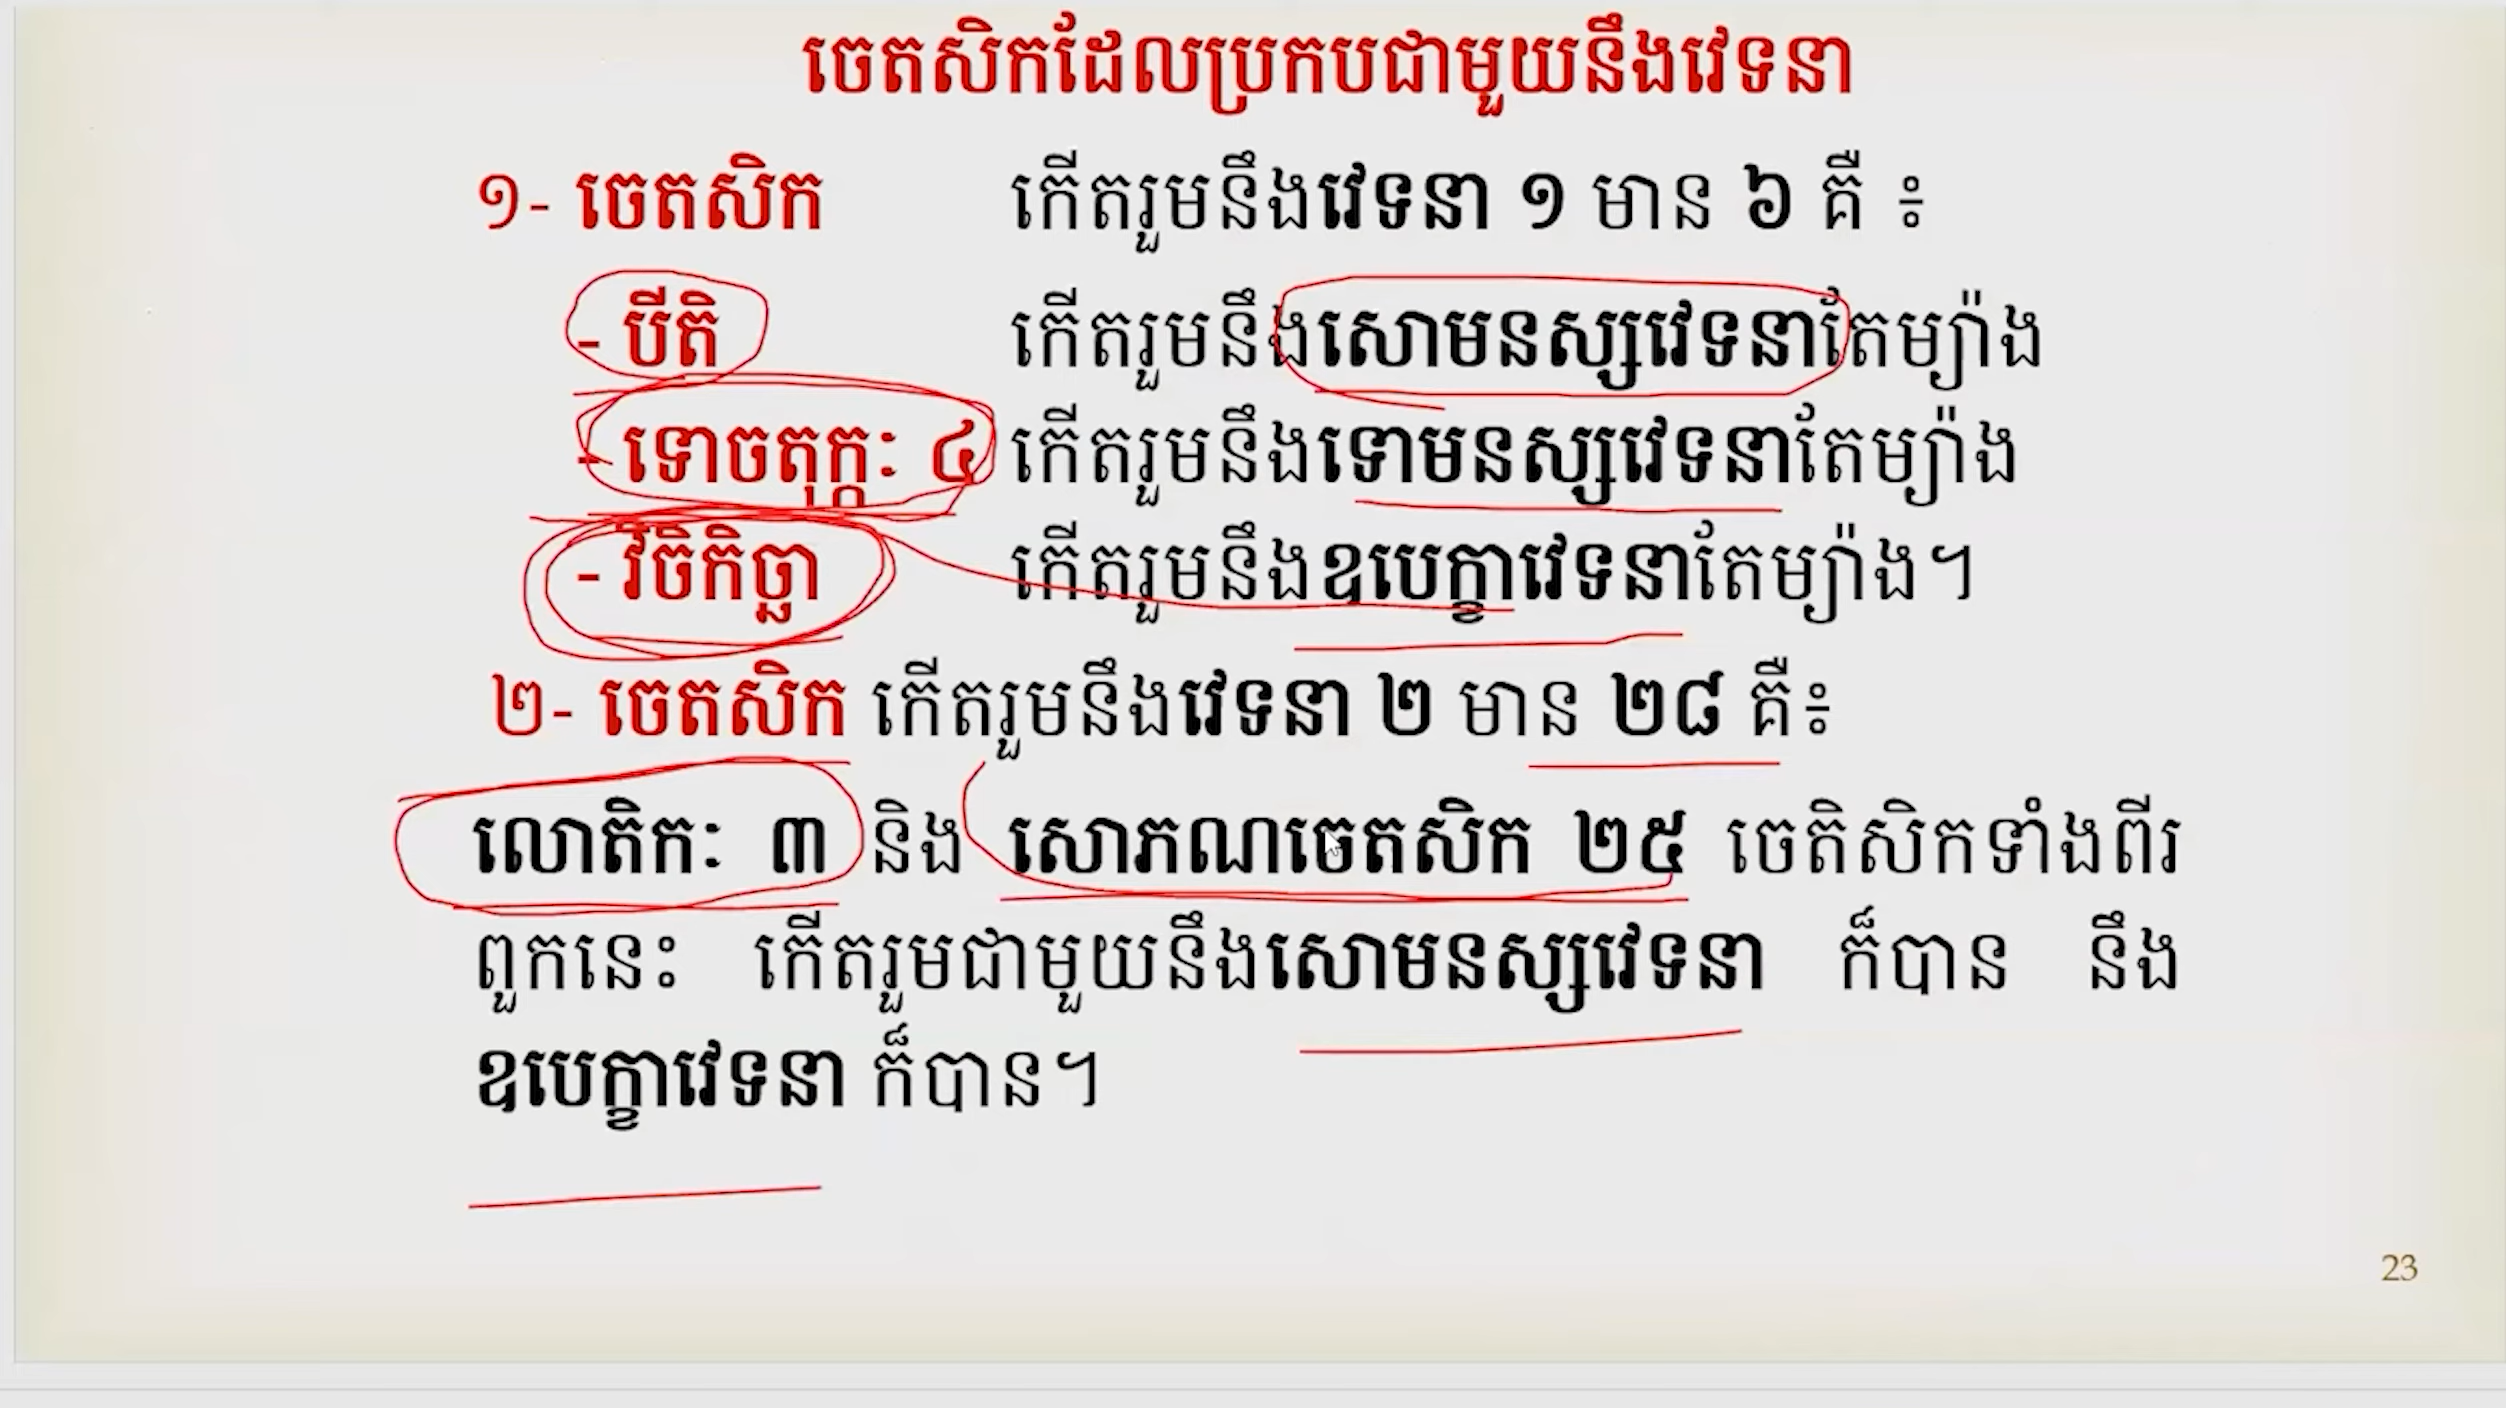 ចេតសិកដែលប្រកបជាមួយនឹងវេទនា
១- ចេតសិក កើតរួមនឹងវេទនា ១ មាន ៦ គឺ ៖
- បីតិ កើតរួមនឹងសោមនស្សវេទនាតែម្យ៉ាង
- ទោចតុក្កៈ ៤ កើតរួមនឹងទោមនស្សវេទនាតែម្យ៉ាង
- វិចិកិច្ឆា កើតរួមនឹងឧបេក្ខាវេទនាតែម្យ៉ាង។
២- ចេតសិក កើតរួមនឹងវេទនា ២ មាន ២៨ គឺ៖
លោតិកៈ ៣ និង សោភណចេតសិក ២៥ ចេតិសិកទាំងពីរ
ពួកនេះ កើតរួមជាមួយនឹងសោមនស្សវេទនា ក៏បាន នឹង
ឧបេក្ខាវេទនា ក៏បាន។
23